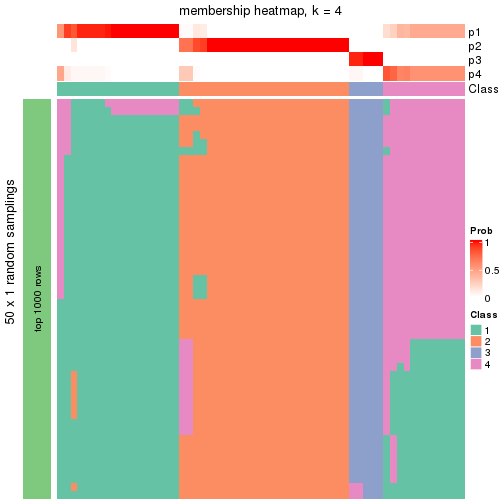 membership heatmap, k = 4
p1
p2
p3
p4
Class
50 x 1 random samplings
top 1000 rows
Prob
1
0.5
0
Class
1
2
3
4